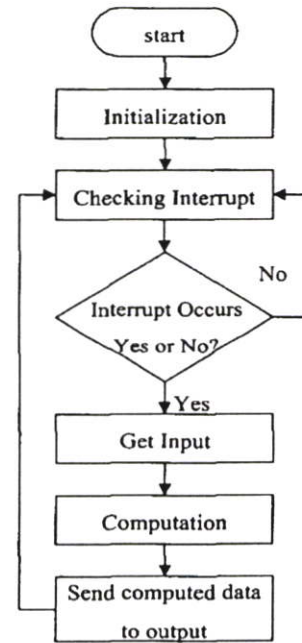 start
Initialization
Checking Interrupt
No
Interrupt Occurs
Yes or No?
Yes
Get Input
Computation
Send computed data
to output